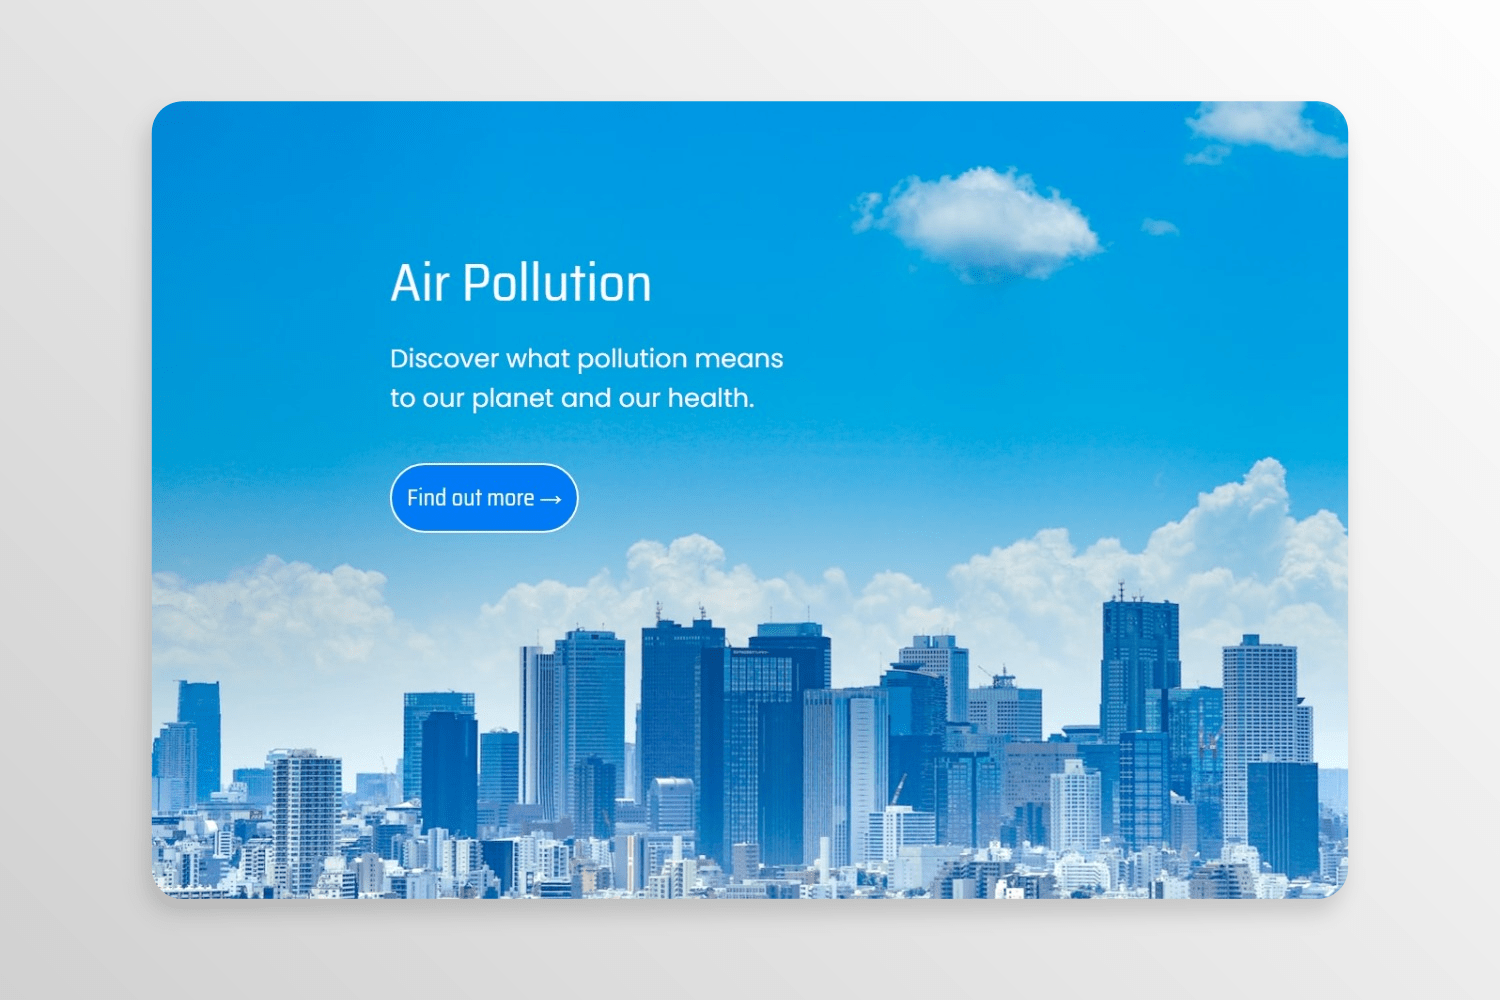 Air Pollution
Discover what pollution means
to our planet and our health.
Find out more →